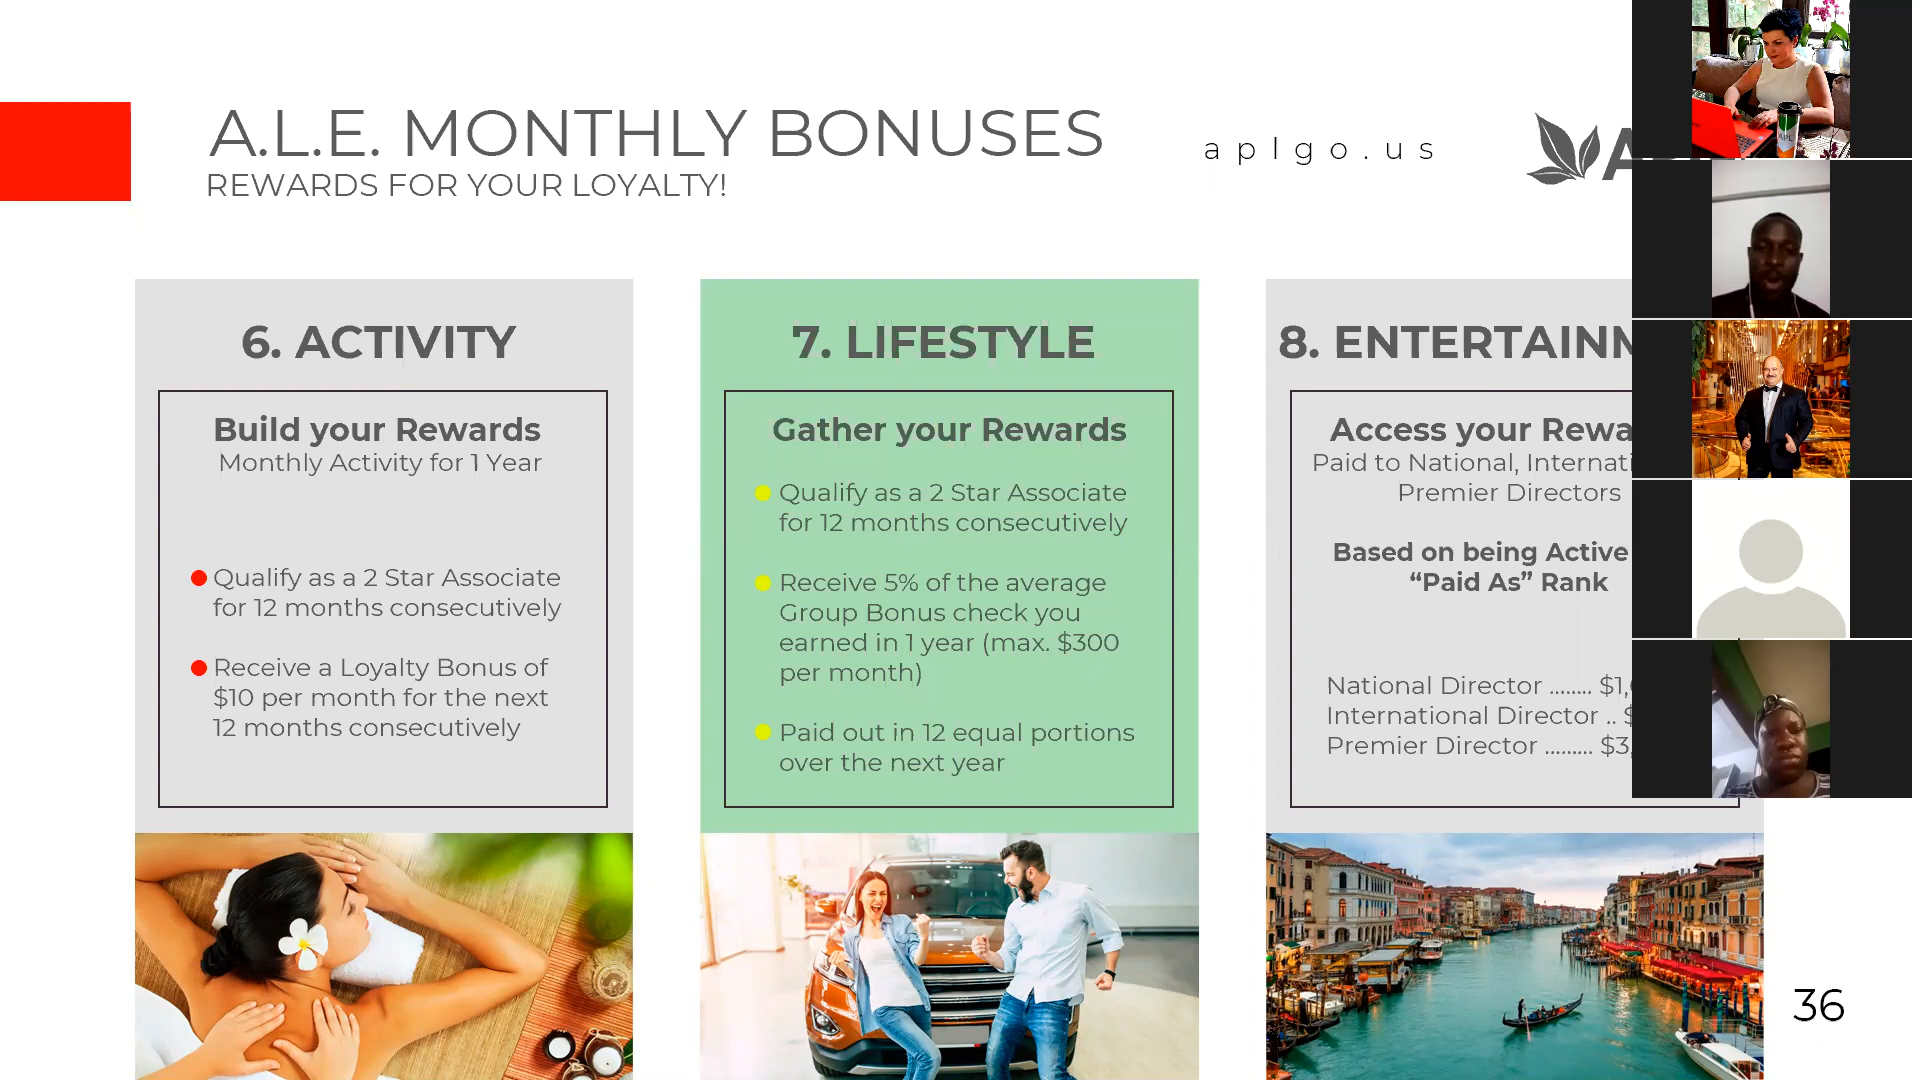 A.L.E. MONTHLY BONUSES
REWARDS FOR YOUR LOYALTY!
aplgo.us
6. ACTIVITY
Build your Rewards
Monthly Activity for 1 Year
Qualify as a 2 Star Associate
for 12 months consecutively
Receive a Loyalty Bonus of
$10 per month for the next
12 months consecutively
7. LIFESTYLE
Gather your Rewards
Qualify as a 2 Star Associate
for 12 months consecutively
Receive 5% of the average
Group Bonus check you
earned in 1 year (max. $300
per month)
Paid out in 12 equal portions
over the next year
8.
Access your
Paid to National,
Premier Directors
Based on being Active
“Paid As” Rank
National Director ........
International Director ..
Premier Director .........
36